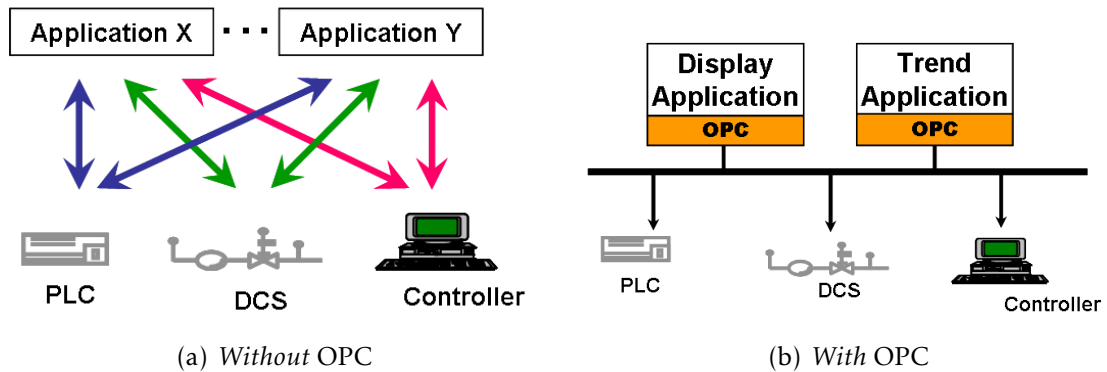 Application X ... Application Y
PLC
DCS
Controller
(a) Without OPC
Display
Application
OPC
Trend
Application
OPC
PLC
DCS
Controller
(b) With OPC